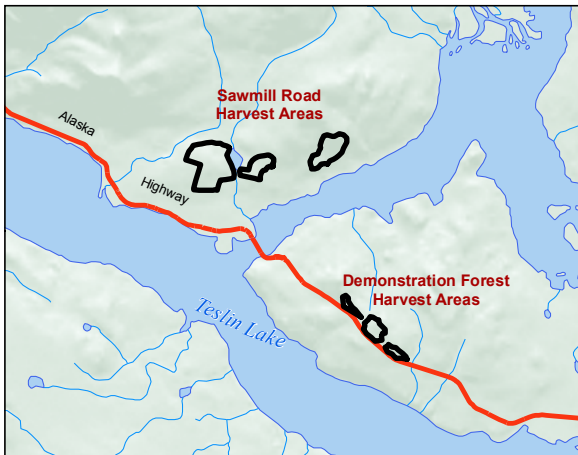 Sawmill Road
Harvest Areas
Alaska
Highway
Demonstration Forest
Harvest Areas
Teslin Lake